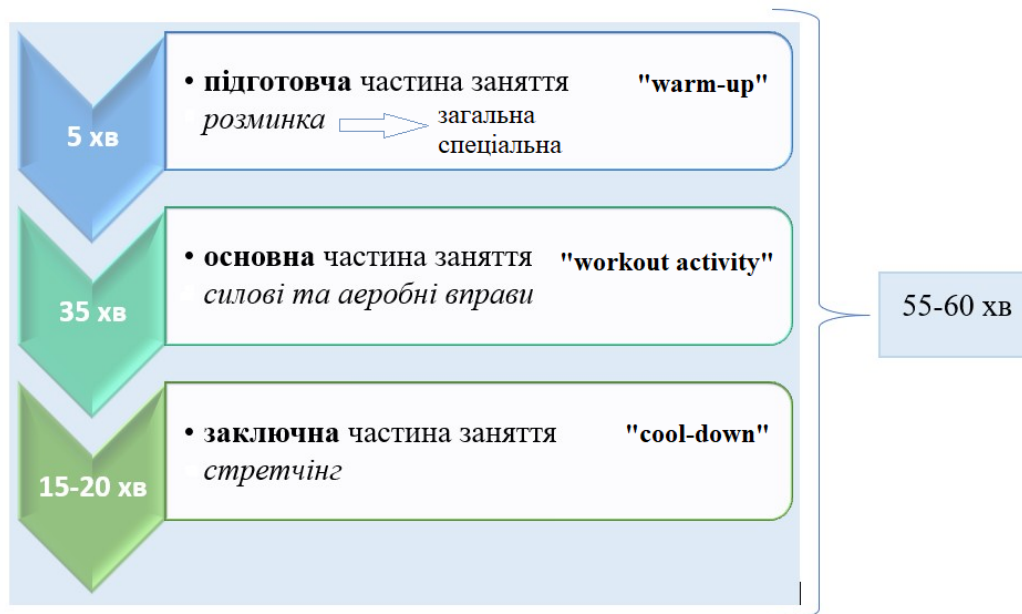 5 хв
• підготовча частина заняття "warm-up"
розминка загальна
спеціальна
35 хв
• основна частина заняття "workout activity"
силові та аеробні вправи
15-20 хв
• заключна частина заняття "cool-down"
стретчінг
55-60 хв